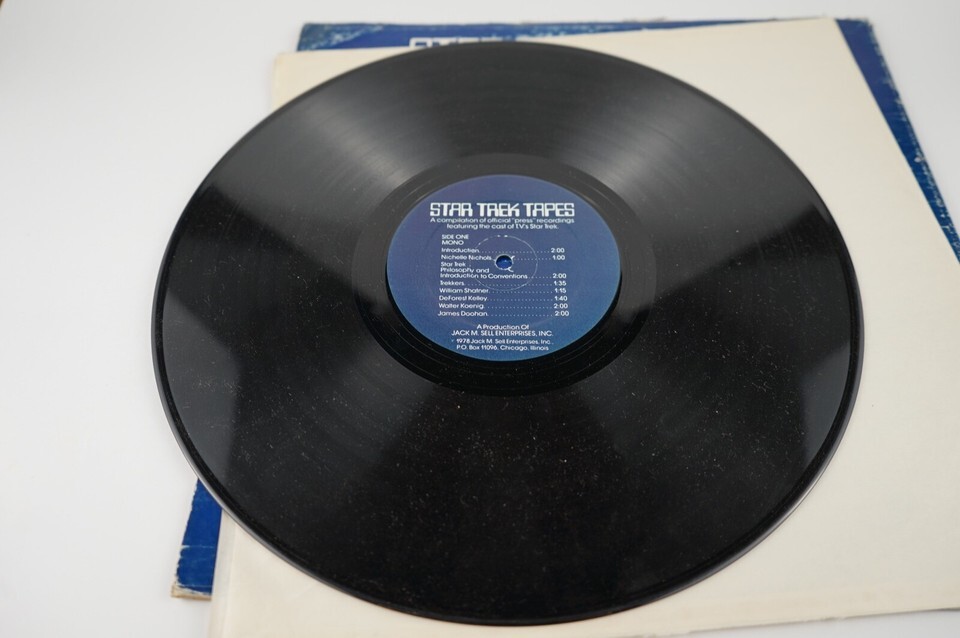 STAR TREK TAPES
A compilation of official "press" recordings
featuring the cast of T.V.'s Star Trek.
SIDE ONE
MONO
Introduction..................2:00
Nichelle Nichols..............1:00
Star Trek
Philosophy and
Introduction to Conventions.......2:00
Trekkers......................1:35
William Shatner...............1:15
DeForest Kelley...............1:40
Walter Koenig.................2:00
James Doohan..................2:00
A Production Of
JACK M. SELL ENTERPRISES, INC.
© 1978 Jack M. Sell Enterprises, Inc.
P.O. Box 11096, Chicago, Illinois